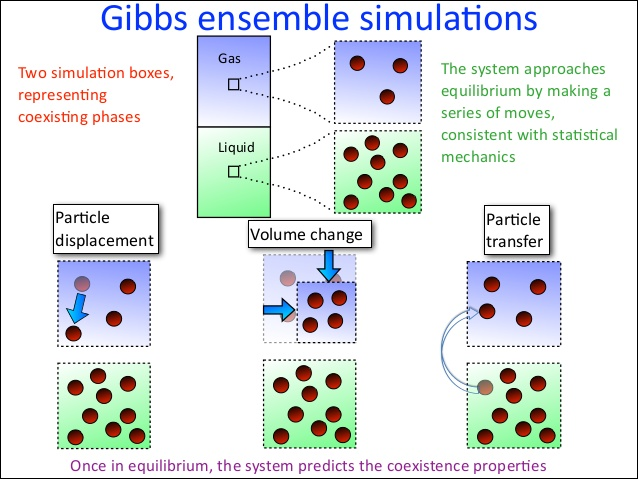 Gibbs ensemble simulations
Two simulation boxes,
representing
coexisting phases
Gas
Liquid
The system approaches
equilibrium by making a
series of moves,
consistent with statistical
mechanics
Particle
displacement
Volume change
Particle
transfer
Once in equilibrium, the system predicts the coexistence properties